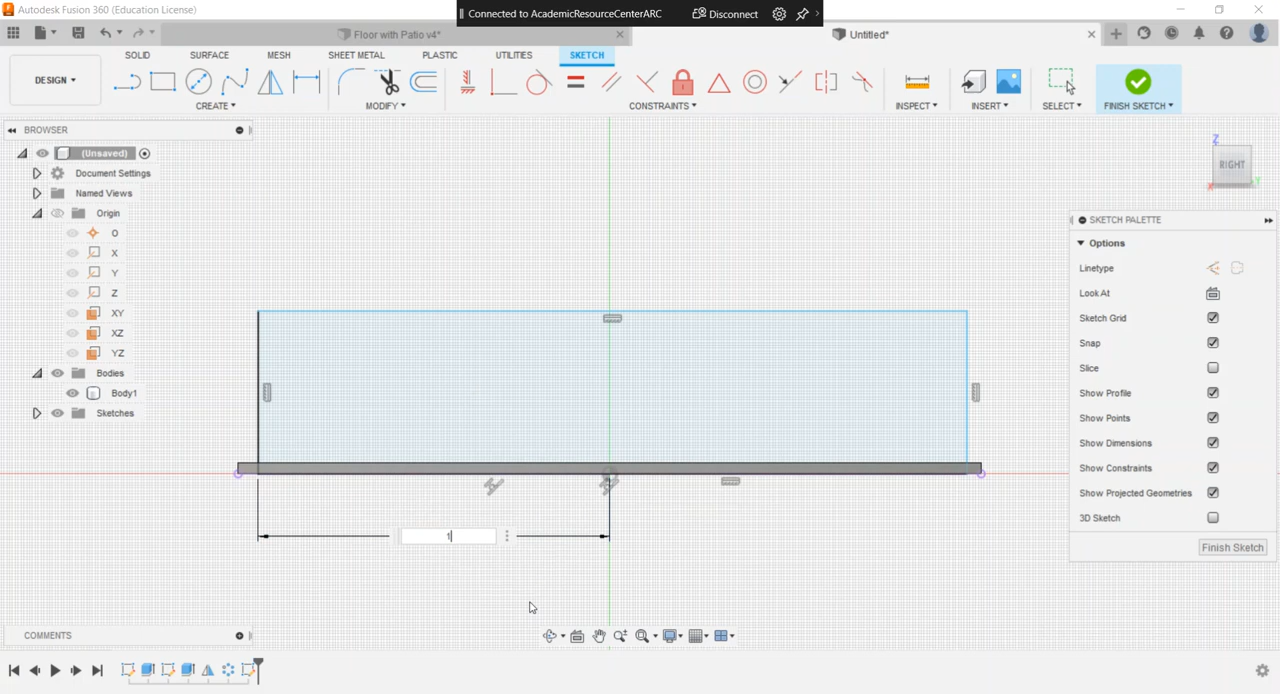 Autodesk Fusion 360 (Education License)
Connected to AcademicResourceCenterARC
Disconnect
Floor with Patio v4*
Untitled*
DESIGN
SOLID
SURFACE
MESH
SHEET METAL
PLASTIC
UTILITIES
SKETCH
CREATE
MODIFY
CONSTRAINTS
INSPECT
INSERT
SELECT
FINISH SKETCH
BROWSER
(Unsaved)
Document Settings
Named Views
Origin
O
X
Y
Z
XY
XZ
YZ
Bodies
Body1
Sketches
Z
RIGHT
X
Y
SKETCH PALETTE
Options
Linetype
Look At
Sketch Grid
Snap
Slice
Show Profile
Show Points
Show Dimensions
Show Constraints
Show Projected Geometries
3D Sketch
Finish Sketch
1
COMMENTS